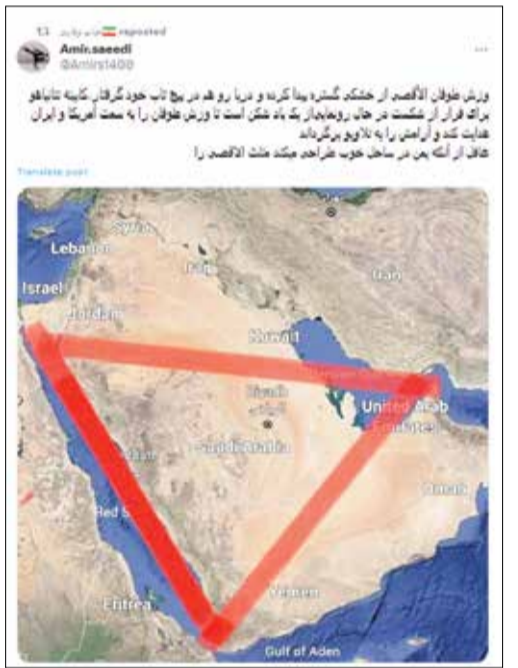 reposted
Amir.saeedi
@Amirs1400
وزش طوفان الأقصی از خشکی گستره پیدا کرده و دریا رو هم در پیچ تاب خود گرفتار کابینه نتانیاهو
برای فرار از شکست در حال رونمایی‌از یک باد شکن است تا وزش طوفان را به سمت آمریکا و ایران
هدایت کند و آرامش را به تلاویو برگرداند
غافل از آنکه یمن در ساحل خوب طراحی میکند مثلث الاقصی را
Translate post
Syria
Lebanon
Iraq
Iran
Israel
Jordan
Kuwait
Riyadh
الرياض
United Arab
Emirates
Saudi Arabia
Oman
Red S
Eritrea
Yemen
Gulf of Aden